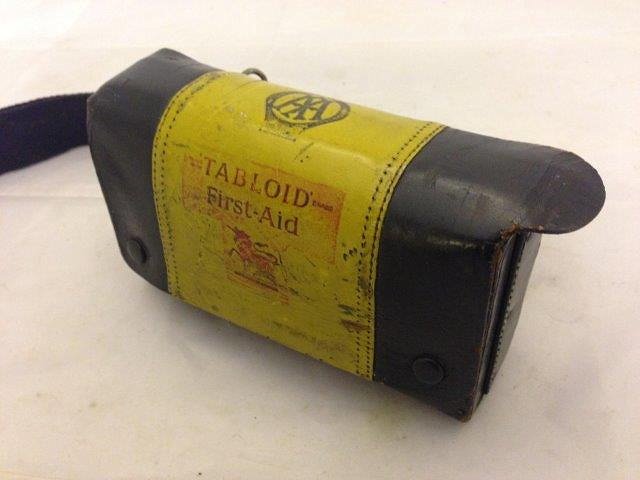 AA
"TABLOID" BRAND
First-Aid